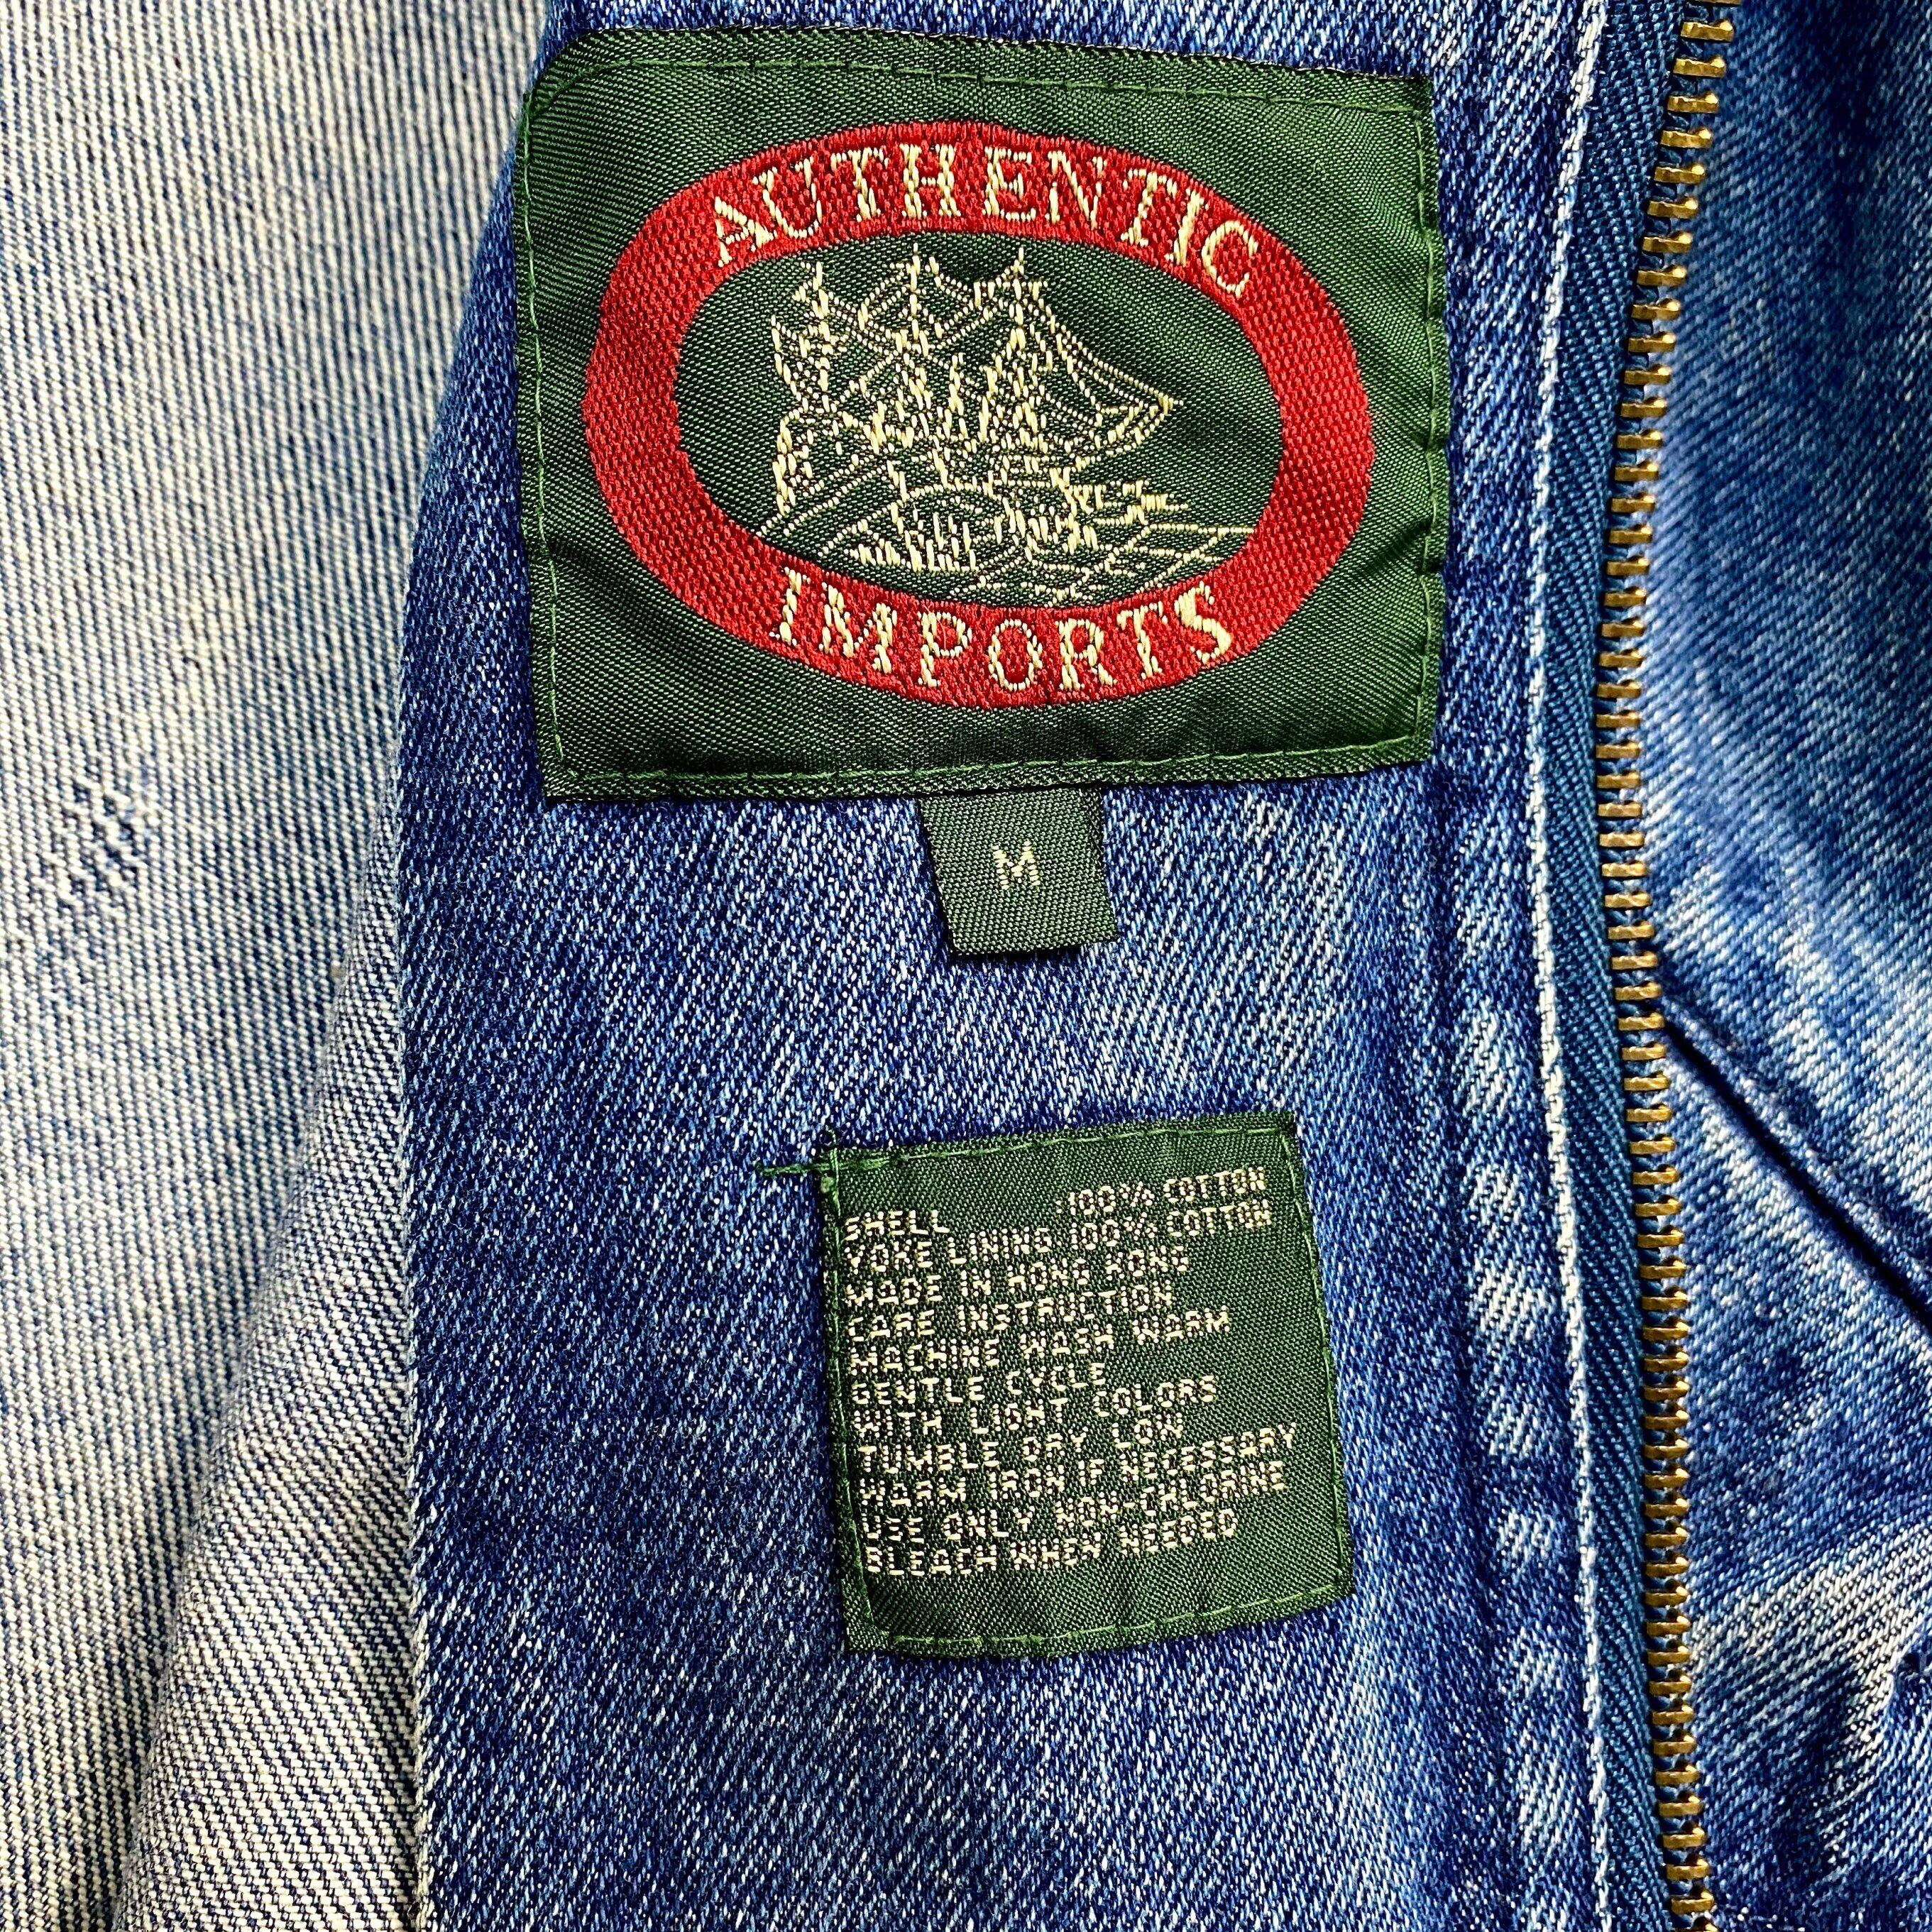 AUTHENTIC
IMPORTS
M
SHELL 100% COTTON
YOKE LINING 100% COTTON
MADE IN HONG KONG
CARE INSTRUCTION
MACHINE WASH WARM
GENTLE CYCLE
WITH LIGHT COLORS
TUMBLE DRY LOW
WARM IRON IF NECESSARY
USE ONLY NON-CHLORINE
BLEACH WHEN NEEDED